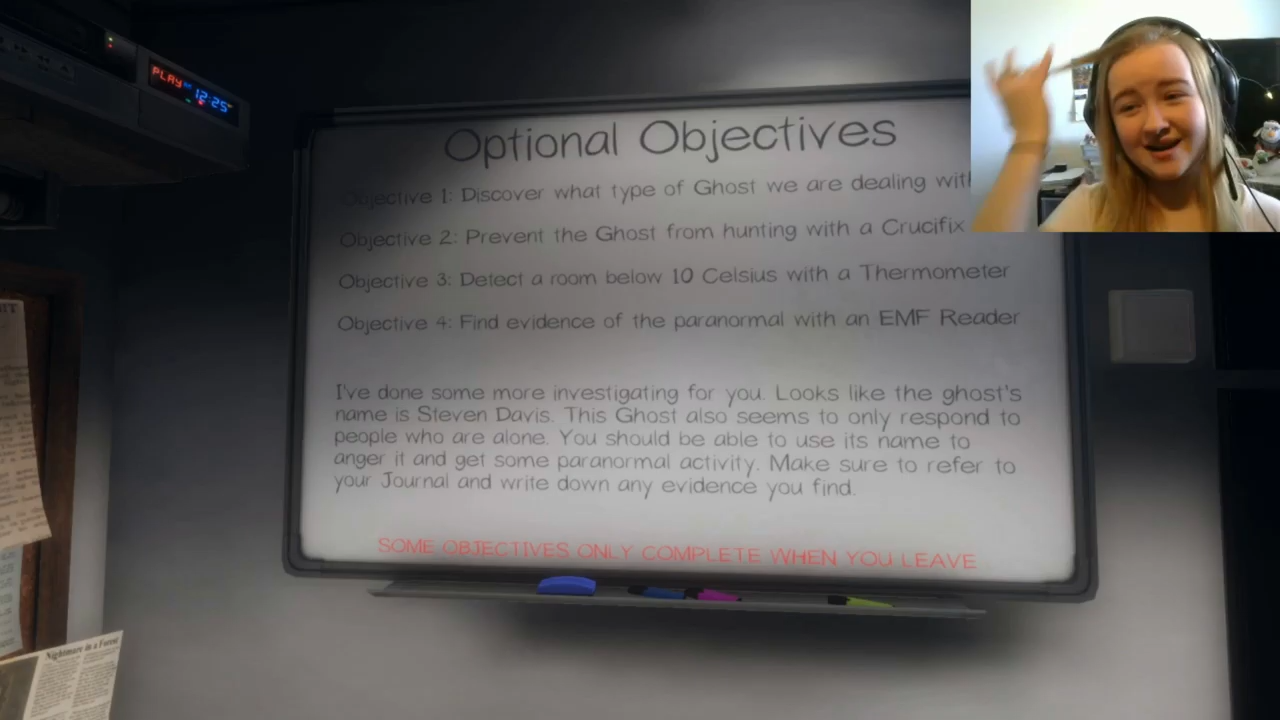 PLAY
12:25
Optional Objectives
Objective 1: Discover what type of Ghost we are dealing with
Objective 2: Prevent the Ghost from hunting with a Crucifix
Objective 3: Detect a room below 10 Celsius with a Thermometer
Objective 4: Find evidence of the paranormal with an EMF Reader
I've done some more investigating for you. Looks like the ghost's
name is Steven Davis. This Ghost also seems to only respond to
people who are alone. You should be able to use its name to
anger it and get some paranormal activity. Make sure to refer to
your Journal and write down any evidence you find.
SOME OBJECTIVES ONLY COMPLETE WHEN YOU LEAVE
Nightmare in a Forest